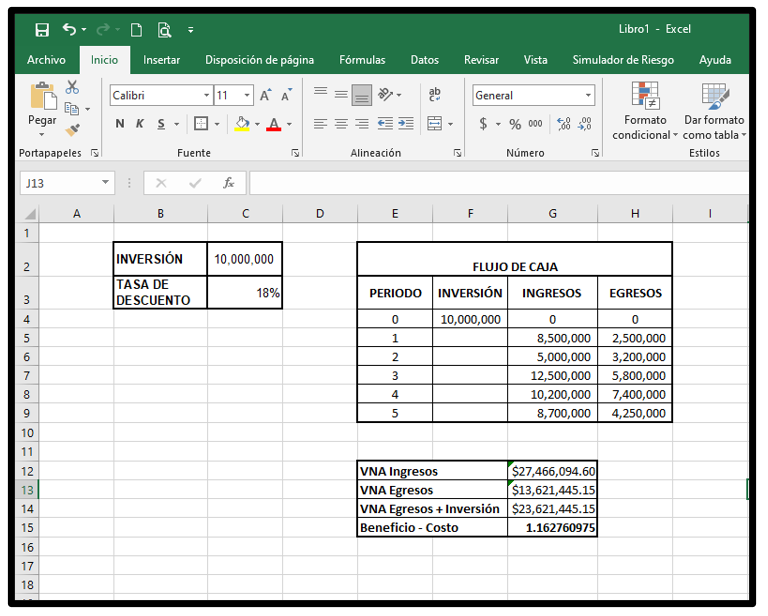 Libro1 - Excel
Archivo Inicio Insertar Disposición de página Fórmulas Datos Revisar Vista Simulador de Riesgo Ayuda
Pegar
Calibri 11
N K S
ab
General
$ % 000
Formato condicional
Dar formato como tabla
Portapapeles Fuente Alineación Número Estilos
J13 fx
A B C D E F G H I
1
2 INVERSIÓN 10,000,000 FLUJO DE CAJA
3 TASA DE DESCUENTO 18% PERIODO INVERSIÓN INGRESOS EGRESOS
4 0 10,000,000 0 0
5 1 8,500,000 2,500,000
6 2 5,000,000 3,200,000
7 3 12,500,000 5,800,000
8 4 10,200,000 7,400,000
9 5 8,700,000 4,250,000
10
11
12 VNA Ingresos $27,466,094.60
13 VNA Egresos $13,621,445.15
14 VNA Egresos + Inversión $23,621,445.15
15 Beneficio - Costo 1.162760975
16
17
18